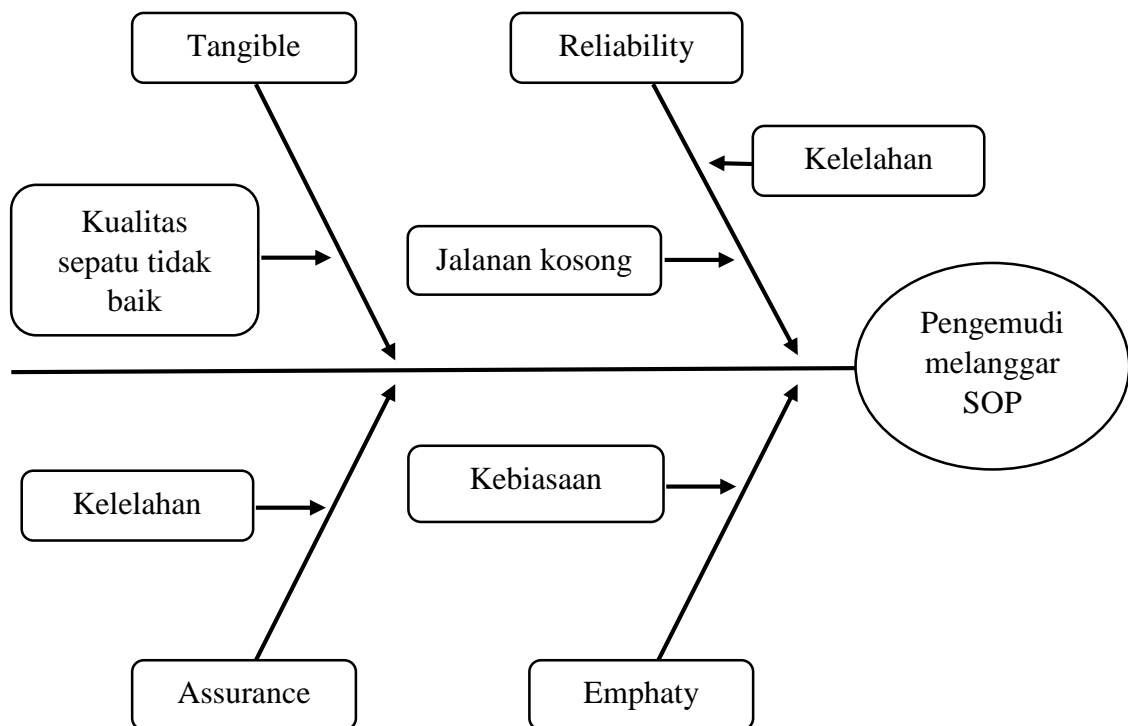 Tangible
Reliability
Kelelahan
Kualitas
sepatu tidak
baik
Jalanan kosong
Pengemudi
melanggar
SOP
Kelelahan
Kebiasaan
Assurance
Emphaty